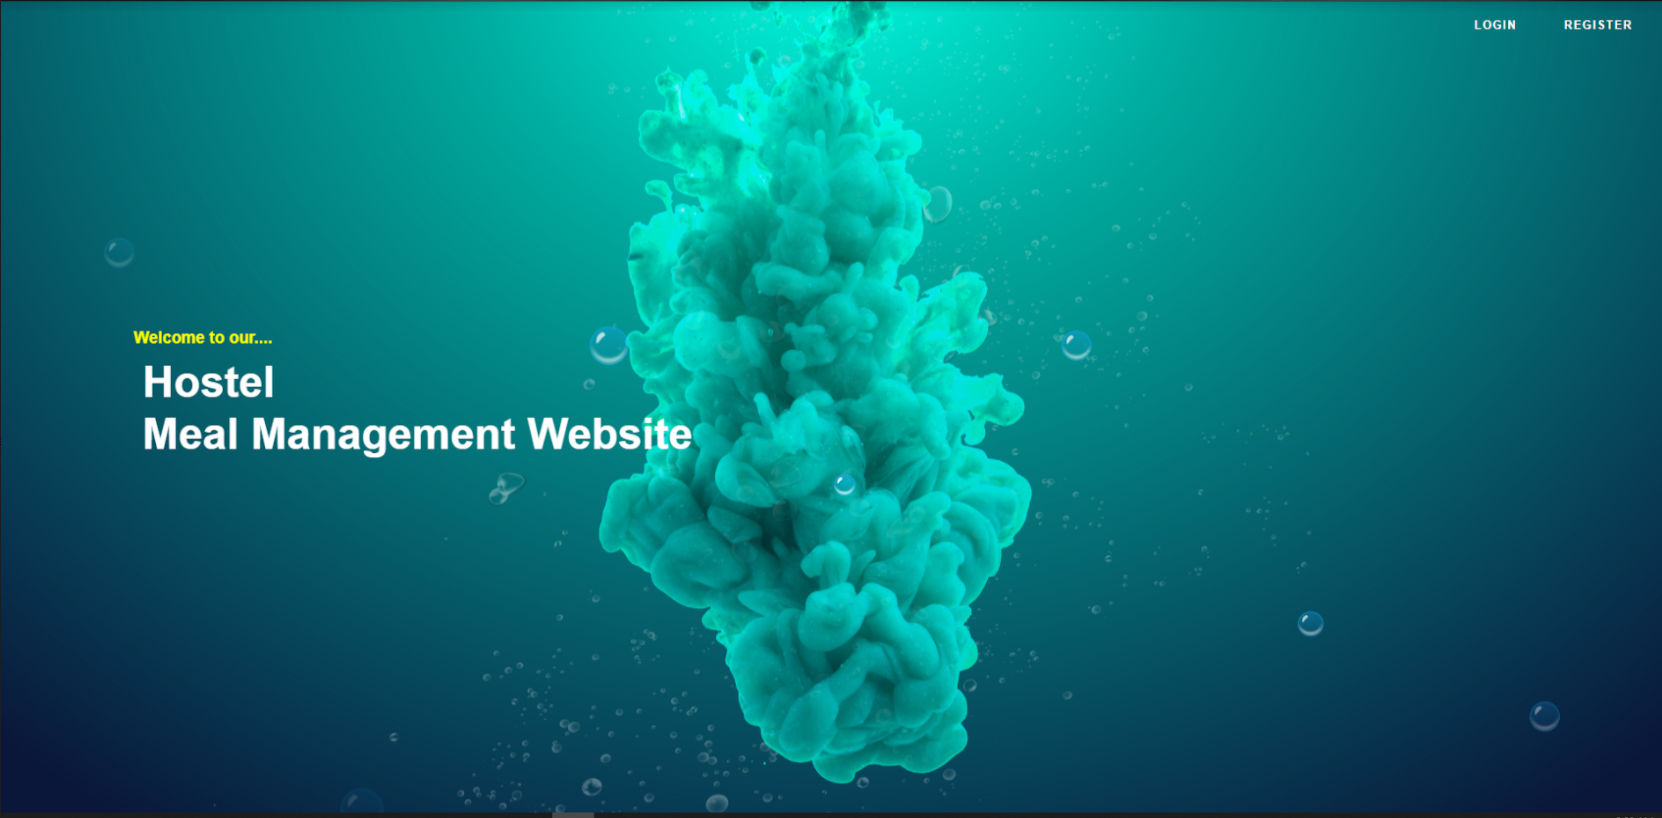 LOGIN REGISTER
Welcome to our....
Hostel
Meal Management Website